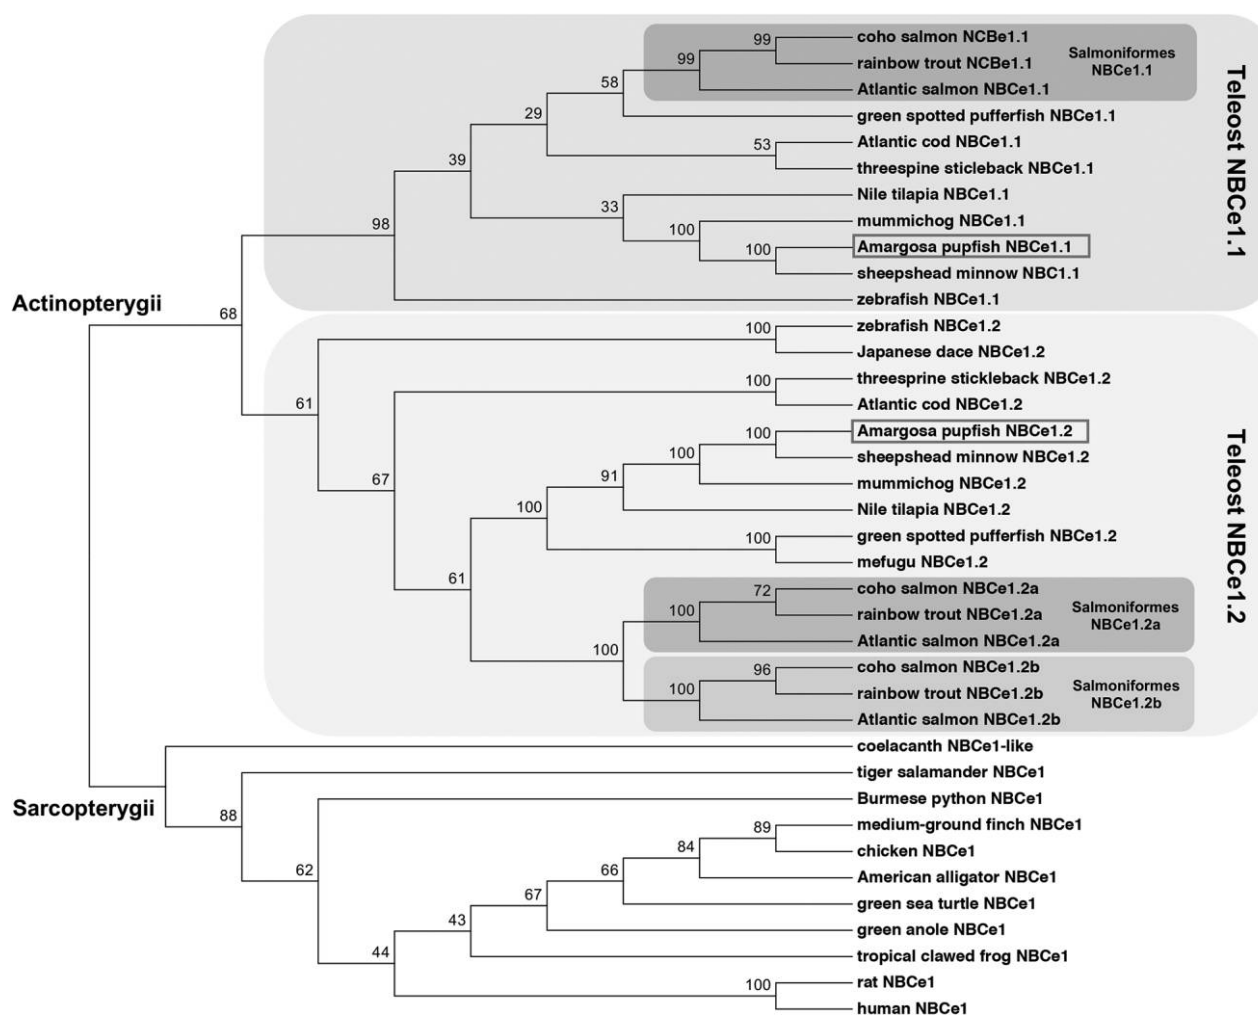 99
coho salmon NCBe1.1
99
rainbow trout NCBe1.1
Salmoniformes
NBCe1.1
58
Atlantic salmon NBCe1.1
29
green spotted pufferfish NBCe1.1
53
Atlantic cod NBCe1.1
39
threespine sticleback NBCe1.1
33
Nile tilapia NBCe1.1
98
100
mummichog NBCe1.1
100
Amargosa pupfish NBCe1.1
sheepshead minnow NBC1.1
zebrafish NBCe1.1
Teleost NBCe1.1
Actinopterygii
68
100
zebrafish NBCe1.2
Japanese dace NBCe1.2
61
100
threesprine stickleback NBCe1.2
Atlantic cod NBCe1.2
100
Amargosa pupfish NBCe1.2
100
sheepshead minnow NBCe1.2
67
91
mummichog NBCe1.2
100
Nile tilapia NBCe1.2
100
green spotted pufferfish NBCe1.2
mefugu NBCe1.2
61
72
coho salmon NBCe1.2a
100
rainbow trout NBCe1.2a
Salmoniformes
NBCe1.2a
100
Atlantic salmon NBCe1.2a
96
coho salmon NBCe1.2b
100
rainbow trout NBCe1.2b
Salmoniformes
NBCe1.2b
Atlantic salmon NBCe1.2b
Teleost NBCe1.2
coelacanth NBCe1-like
tiger salamander NBCe1
Sarcopterygii
88
Burmese python NBCe1
89
medium-ground finch NBCe1
84
chicken NBCe1
62
66
American alligator NBCe1
67
green sea turtle NBCe1
43
green anole NBCe1
44
tropical clawed frog NBCe1
100
rat NBCe1
human NBCe1